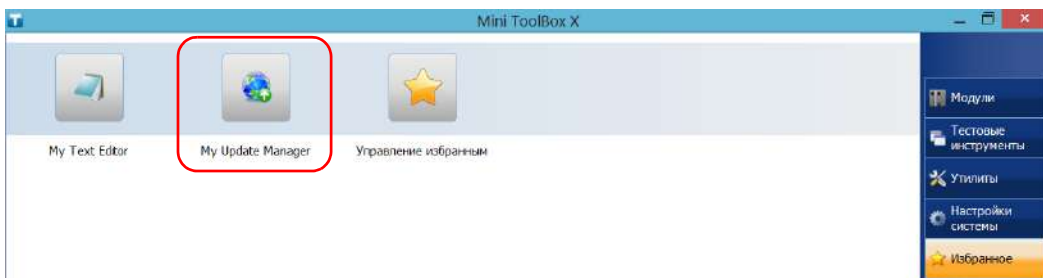 Mini ToolBox X
My Text Editor
My Update Manager
Управление избранным
Модули
Тестовые
инструменты
Утилиты
Настройки
системы
Избранное